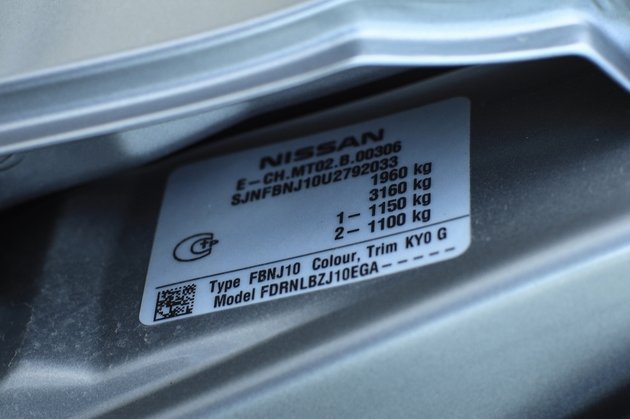 NISSAN
E-CH.MT02.B.00306
SJNFBNJ10U2792033
1960 kg
3160 kg
1- 1150 kg
2- 1100 kg
Type FBNJ10 Colour, Trim KY0 G
Model FDRNLBZJ10EGA-----